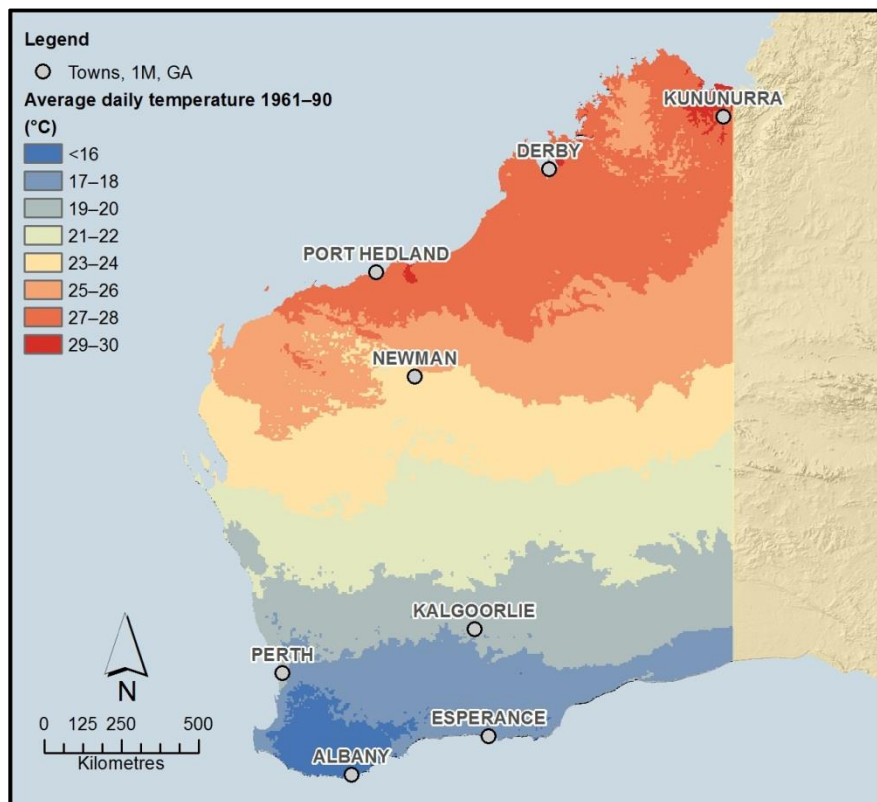 Legend
Towns, 1M, GA
Average daily temperature 1961–90
(°C)
<16
17–18
19–20
21–22
23–24
25–26
27–28
29–30
KUNUNURRA
DERBY
PORT HEDLAND
NEWMAN
KALGOORLIE
PERTH
ESPERANCE
ALBANY
N
0 125 250 500
Kilometres